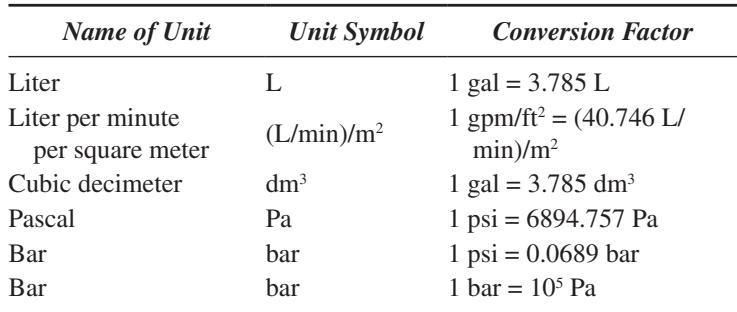 Name of Unit Unit Symbol Conversion Factor
Liter L 1 gal = 3.785 L
Liter per minute per square meter (L/min)/m² 1 gpm/ft² = (40.746 L/min)/m²
Cubic decimeter dm³ 1 gal = 3.785 dm³
Pascal Pa 1 psi = 6894.757 Pa
Bar bar 1 psi = 0.0689 bar
Bar bar 1 bar = 10⁵ Pa